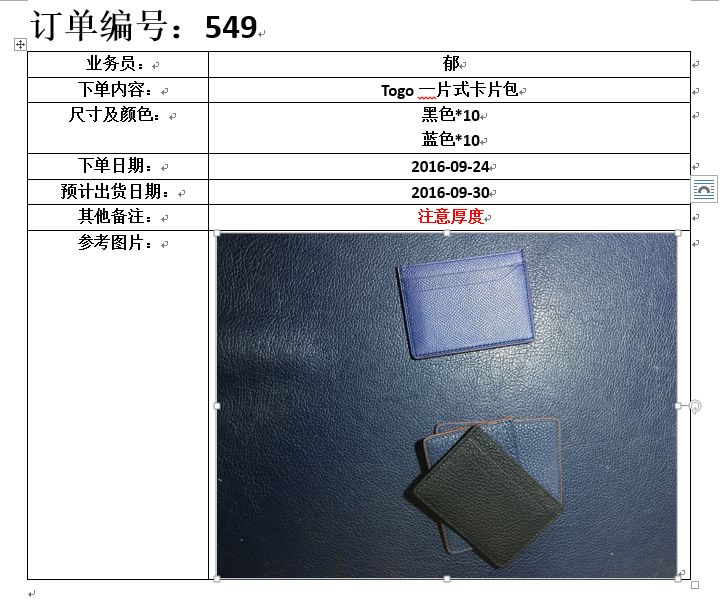 订单编号：549
业务员：
郁
下单内容：
Togo 一片式卡片包
尺寸及颜色：
黑色*10
蓝色*10
下单日期：
2016-09-24
预计出货日期：
2016-09-30
其他备注：
注意厚度
参考图片：